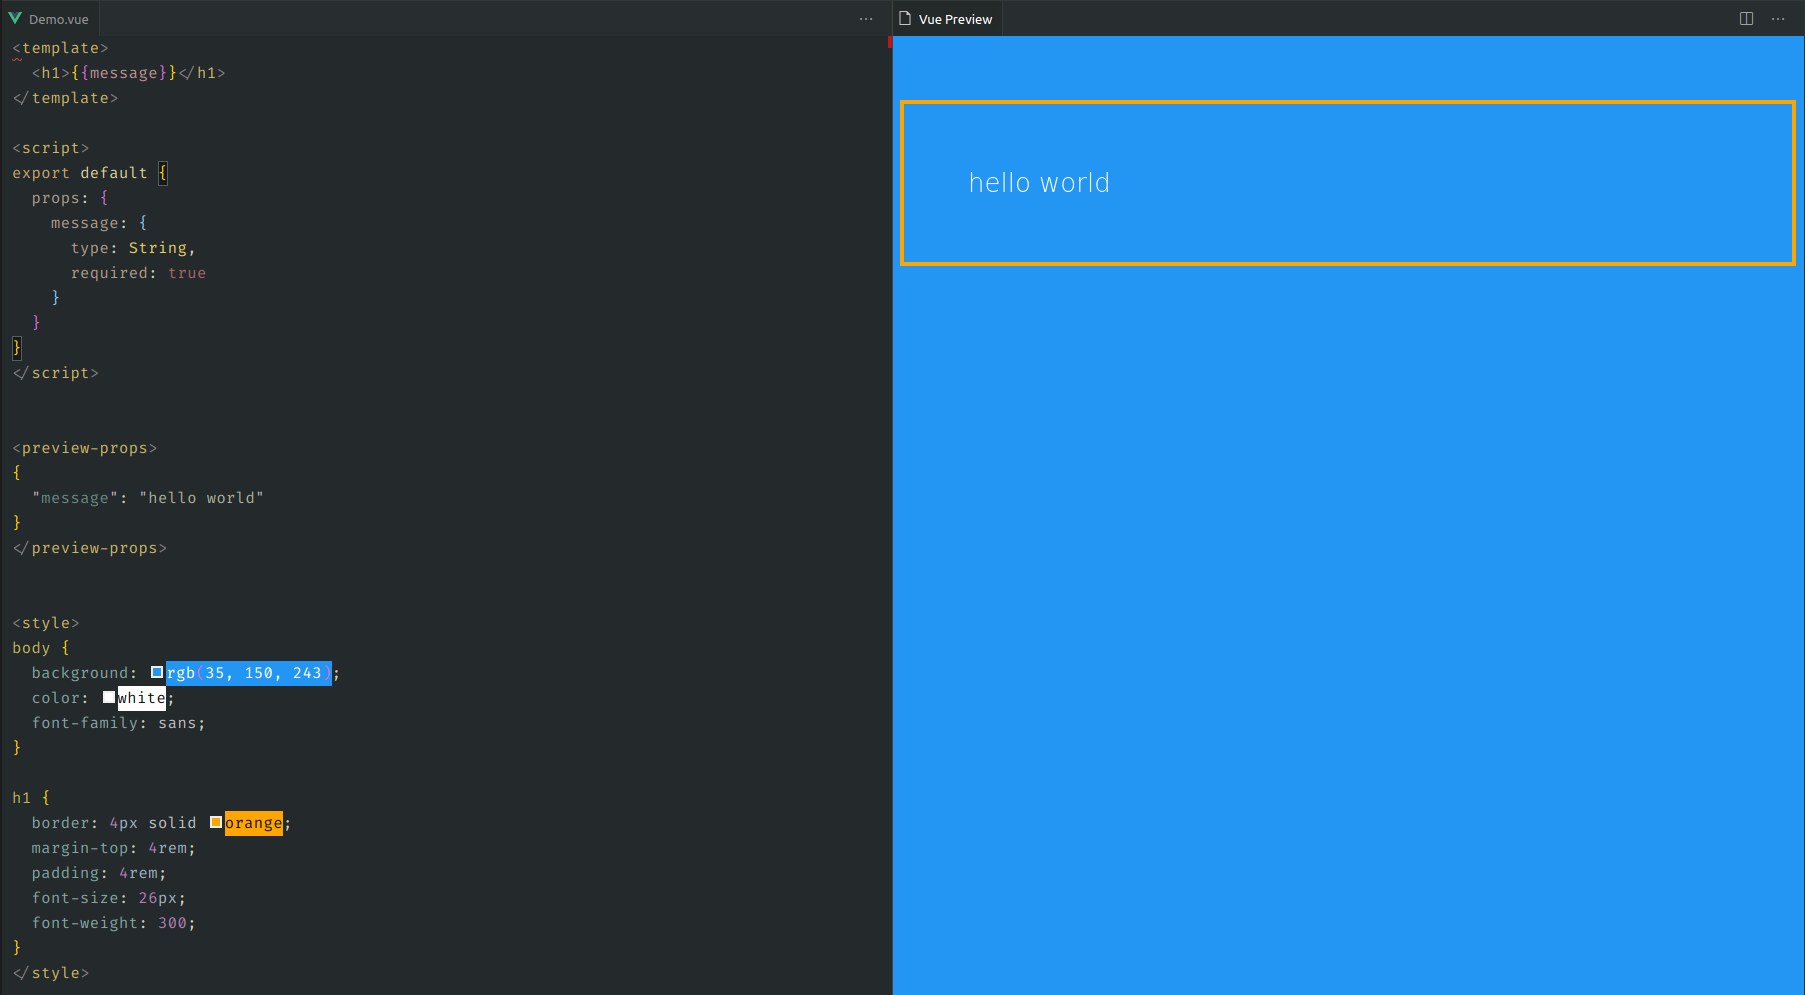 Demo.vue
<template>
  <h1>{{message}}</h1>
</template>
<script>
export default {
  props: {
    message: {
      type: String,
      required: true
    }
  }
}
</script>
<preview-props>
{
  "message": "hello world"
}
</preview-props>
<style>
body {
  background: rgb(35, 150, 243);
  color: white;
  font-family: sans;
}
h1 {
  border: 4px solid orange;
  margin-top: 4rem;
  padding: 4rem;
  font-size: 26px;
  font-weight: 300;
}
</style>
Vue Preview
hello world